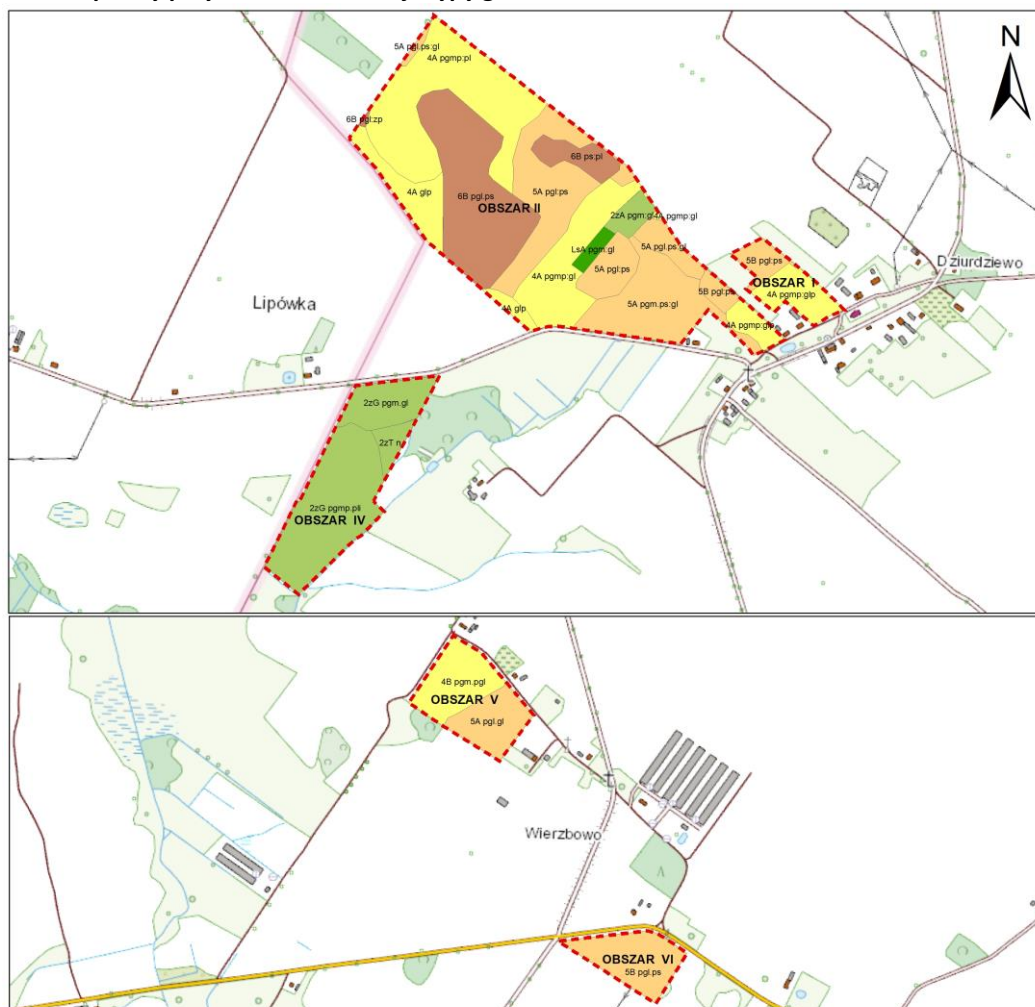 5A pgl.ps:gl
4A pgmp:pl
N
6B pgl:zp
6B ps:pl
4A glp
6B pgl.ps
5A pgl:ps
OBSZAR II
2zA pgm:gl
4A pgmp:gl
LsA pgm:gl
5A pgl.ps:gl
4A pgmp:gl
5A pgl:ps
5B pgl:ps
Dziurdziewo
OBSZAR I
4A pgmp:glp
5B pgl.ps
5A pgm.ps:gl
4A glp
4A pgmp:glp
Lipówka
2zG pgm.gl
2zT n
2zG pgmp.pli
OBSZAR IV
4B pgm.pgl
OBSZAR V
5A pgl.gl
Wierzbowo
OBSZAR VI
5B pgl.ps